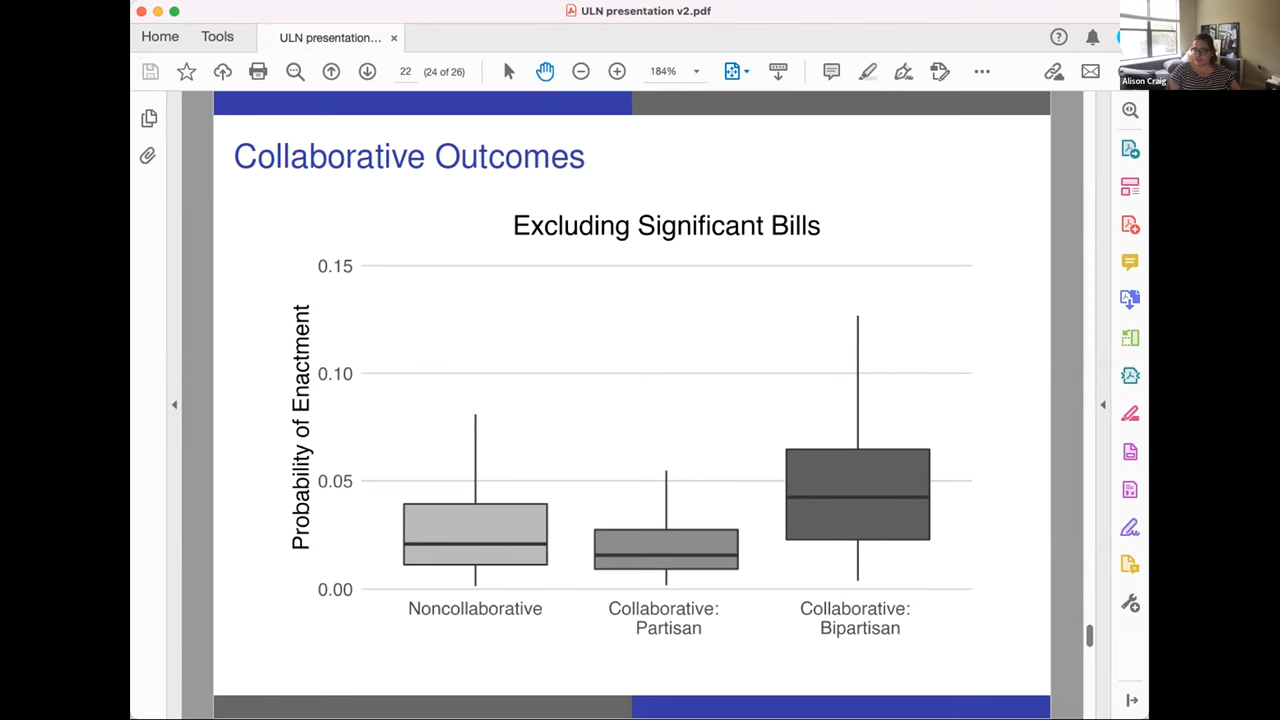 ULN presentation v2.pdf
Home
Tools
ULN presentation... ×
22
(24 of 26)
184%
Alison Craig
Collaborative Outcomes
Excluding Significant Bills
0.15
0.10
0.05
0.00
Probability of Enactment
Noncollaborative
Collaborative:
Partisan
Collaborative:
Bipartisan